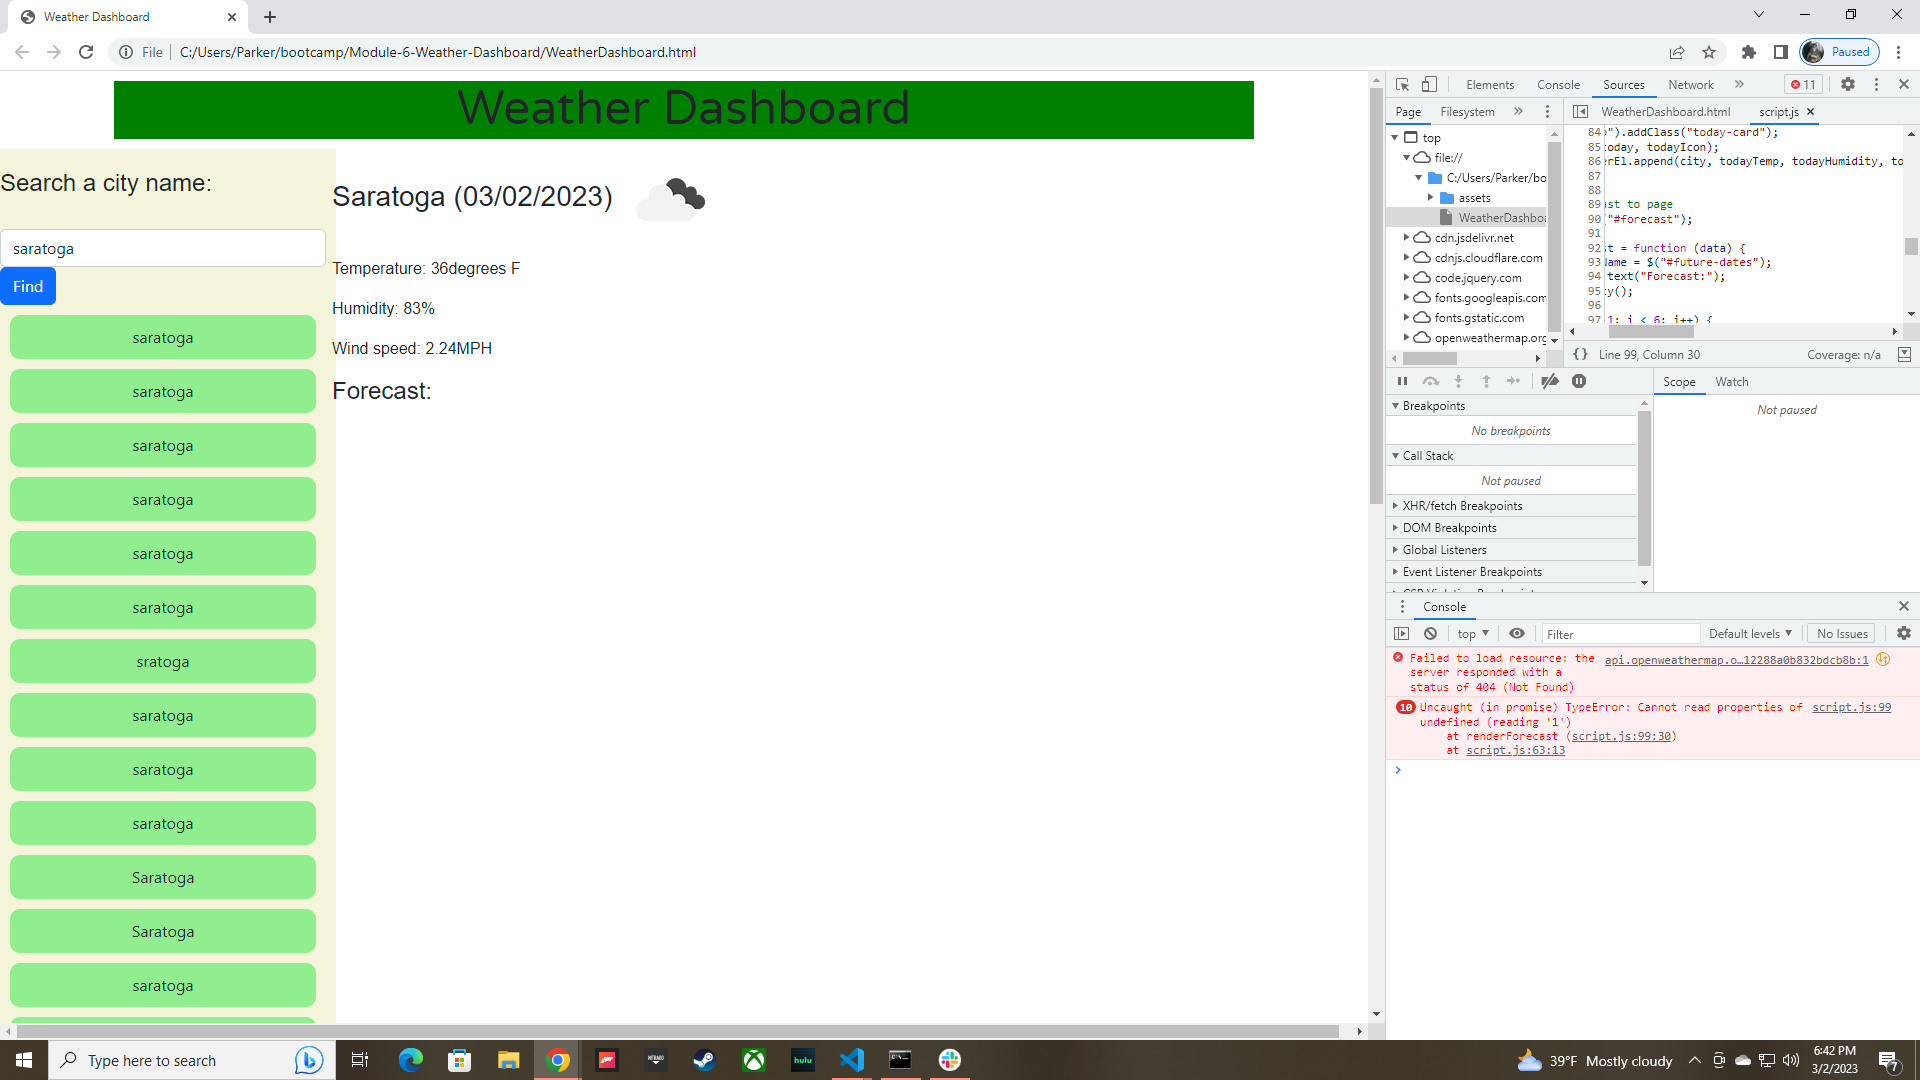 Weather Dashboard
File
C:/Users/Parker/bootcamp/Module-6-Weather-Dashboard/WeatherDashboard.html
Paused
Weather Dashboard
Search a city name:
saratoga
Find
saratoga
saratoga
saratoga
saratoga
saratoga
saratoga
sratoga
saratoga
saratoga
saratoga
Saratoga
Saratoga
saratoga
Saratoga (03/02/2023)
Temperature: 36degrees F
Humidity: 83%
Wind speed: 2.24MPH
Forecast:
Elements Console Sources Network » 11
Page Filesystem »
top
file://
C:/Users/Parker/bo
assets
WeatherDashboa
cdn.jsdelivr.net
cdnjs.cloudflare.com
code.jquery.com
fonts.googleapis.com
fonts.gstatic.com
openweathermap.org
WeatherDashboard.html script.js
84 ").addClass("today-card");
85 today, todayIcon);
86 erEl.append(city, todayTemp, todayHumidity, to
87
88
89 ast to page
90 ("#forecast");
91
92 t = function (data) {
93 Name = $("#future-dates");
94 text("Forecast:");
95 ty();
96
97 1; i < 6; i++) {
{} Line 99, Column 30 Coverage: n/a
Scope Watch
Not paused
Breakpoints
No breakpoints
Call Stack
Not paused
XHR/fetch Breakpoints
DOM Breakpoints
Global Listeners
Event Listener Breakpoints
Console
top Filter Default levels No Issues
Failed to load resource: the server responded with a status of 404 (Not Found) api.openweathermap.o…12288a0b832bdcb8b:1
10 Uncaught (in promise) TypeError: Cannot read properties of script.js:99
undefined (reading '1')
at renderForecast (script.js:99:30)
at script.js:63:13
Type here to search
NITRADO
hulu
39°F Mostly cloudy
6:42 PM
3/2/2023
7